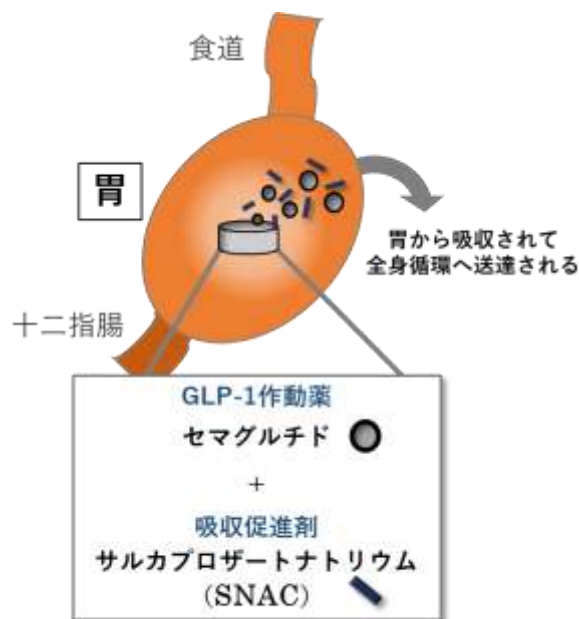 食道
胃
胃から吸収されて
全身循環へ送達される
十二指腸
GLP-1作動薬
セマグルチド
+
吸収促進剤
サルカプロザートナトリウム
(SNAC)